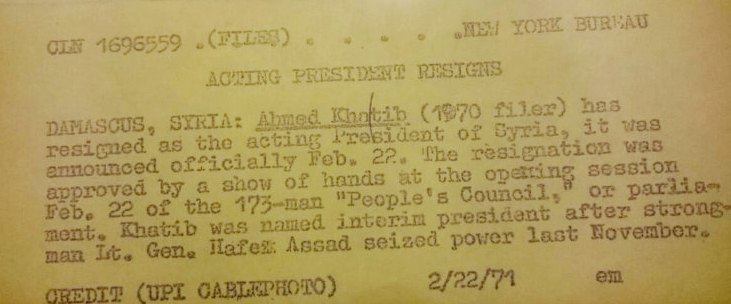 CLN 1696559 .(FILES) . . . . .NEW YORK BUREAU
ACTING PRESIDENT RESIGNS
DAMASCUS, SYRIA: Ahmed Khatib (1970 filer) has
resigned as the acting President of Syria, it was
announced officially Feb. 22. The resignation was
approved by a show of hands at the opening session
Feb. 22 of the 173-man "People's Council," or parlia-
ment. Khatib was named interim president after strong-
man Lt. Gen. Hafez Assad seized power last November.
CREDIT (UPI CABLEPHOTO) 2/22/71 em